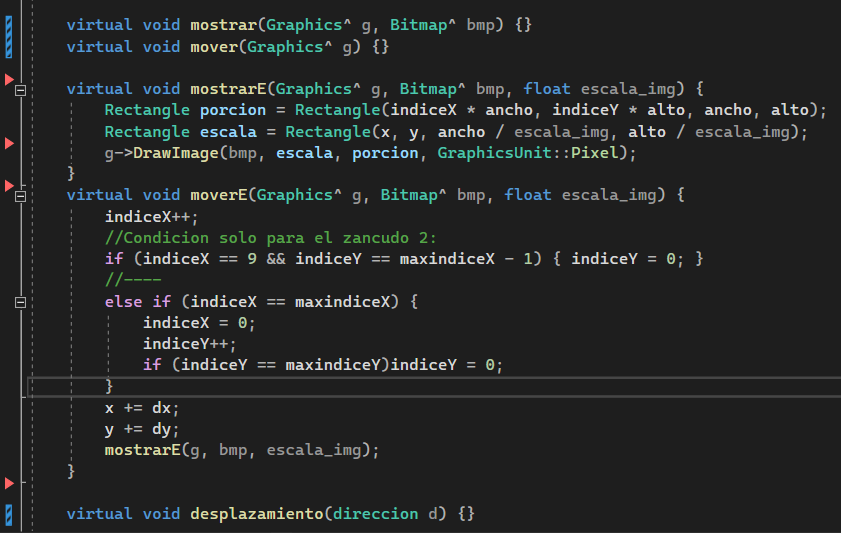 virtual void mostrar(Graphics^ g, Bitmap^ bmp) {}
virtual void mover(Graphics^ g) {}
virtual void mostrarE(Graphics^ g, Bitmap^ bmp, float escala_img) {
Rectangle porcion = Rectangle(indiceX * ancho, indiceY * alto, ancho, alto);
Rectangle escala = Rectangle(x, y, ancho / escala_img, alto / escala_img);
g->DrawImage(bmp, escala, porcion, GraphicsUnit::Pixel);
}
virtual void moverE(Graphics^ g, Bitmap^ bmp, float escala_img) {
indiceX++;
//Condicion solo para el zancudo 2:
if (indiceX == 9 && indiceY == maxindiceX - 1) { indiceY = 0; }
//----
else if (indiceX == maxindiceX) {
indiceX = 0;
indiceY++;
if (indiceY == maxindiceY)indiceY = 0;
}
x += dx;
y += dy;
mostrarE(g, bmp, escala_img);
}
virtual void desplazamiento(direccion d) {}